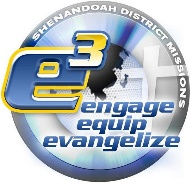 SHENANDOAH DISTRICT MISSIONS
e3
engage
equip
evangelize